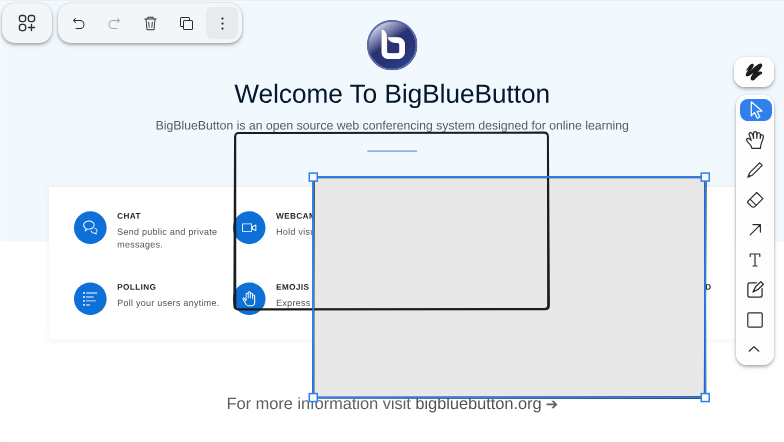 Welcome To BigBlueButton
BigBlueButton is an open source web conferencing system designed for online learning
CHAT
Send public and private
messages.
WEBCAM
Hold
POLLING
Poll your users anytime.
EMOJIS
Express
For more information visit bigbluebutton.org →